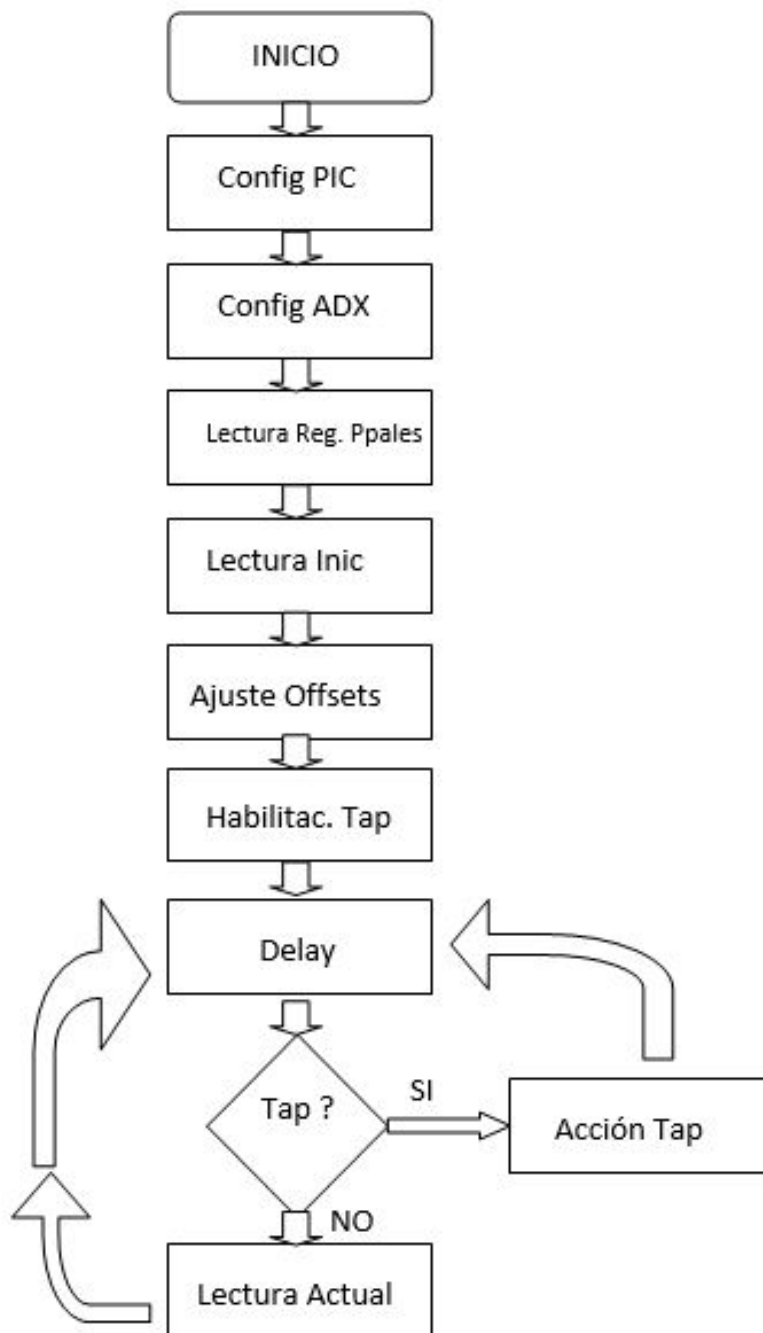 INICIO
Config PIC
Config ADX
Lectura Reg. Ppales
Lectura Inic
Ajuste Offsets
Habilitac. Tap
Delay
Tap ?
SI
Acción Tap
NO
Lectura Actual